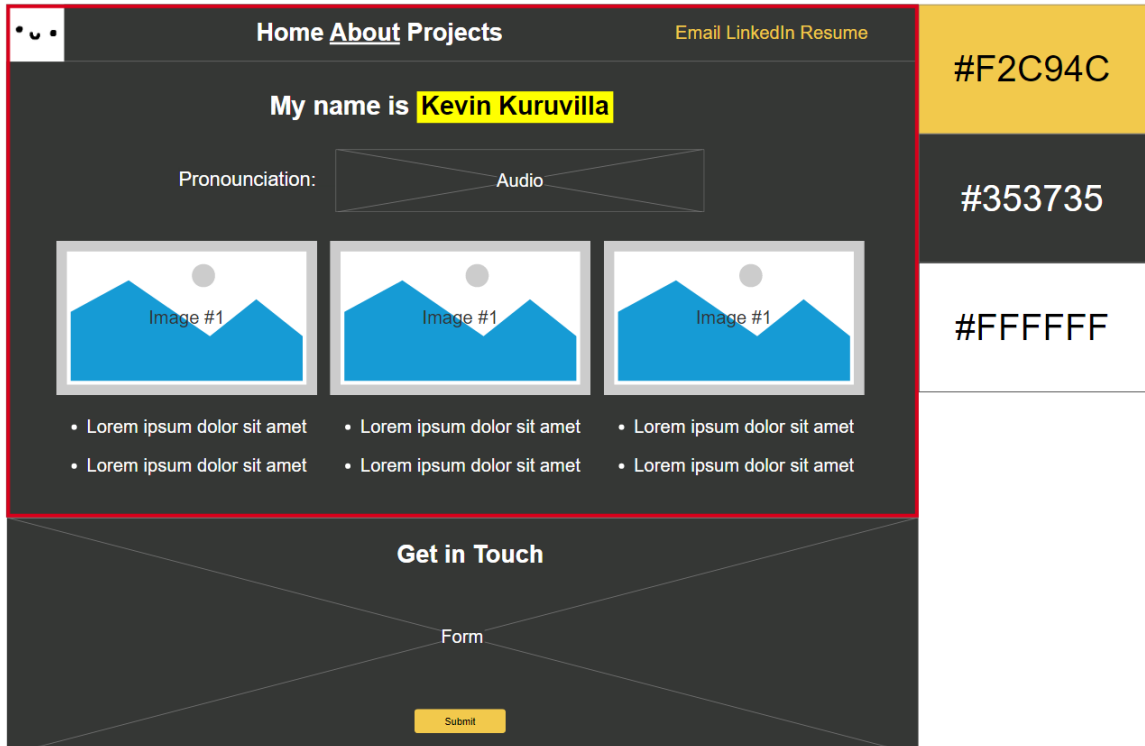 Home About Projects
Email LinkedIn Resume
My name is Kevin Kuruvilla
Pronounciation:
Audio
Image #1
Image #1
Image #1
• Lorem ipsum dolor sit amet
• Lorem ipsum dolor sit amet
• Lorem ipsum dolor sit amet
• Lorem ipsum dolor sit amet
• Lorem ipsum dolor sit amet
• Lorem ipsum dolor sit amet
Get in Touch
Form
Submit
#F2C94C
#353735
#FFFFFF